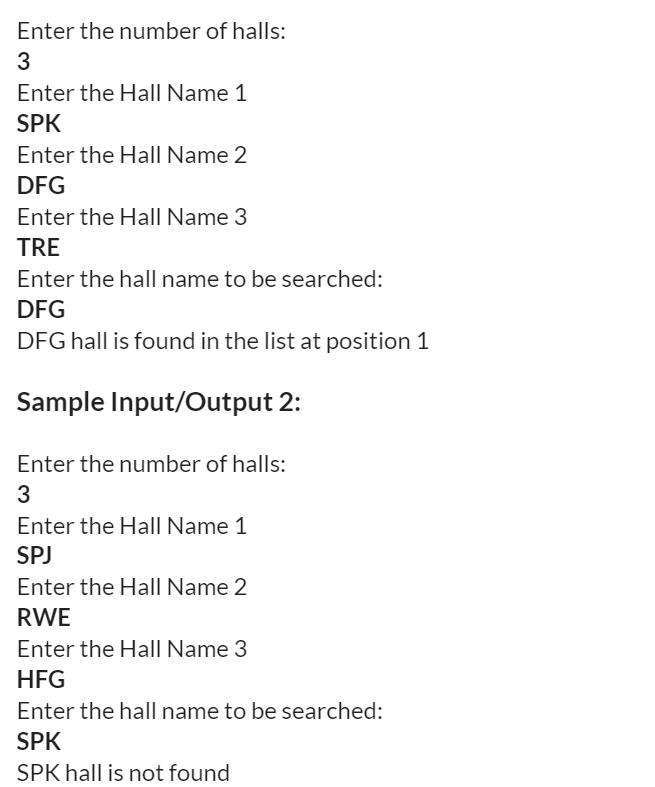 Enter the number of halls:
3
Enter the Hall Name 1
SPK
Enter the Hall Name 2
DFG
Enter the Hall Name 3
TRE
Enter the hall name to be searched:
DFG
DFG hall is found in the list at position 1
Sample Input/Output 2:
Enter the number of halls:
3
Enter the Hall Name 1
SPJ
Enter the Hall Name 2
RWE
Enter the Hall Name 3
HFG
Enter the hall name to be searched:
SPK
SPK hall is not found